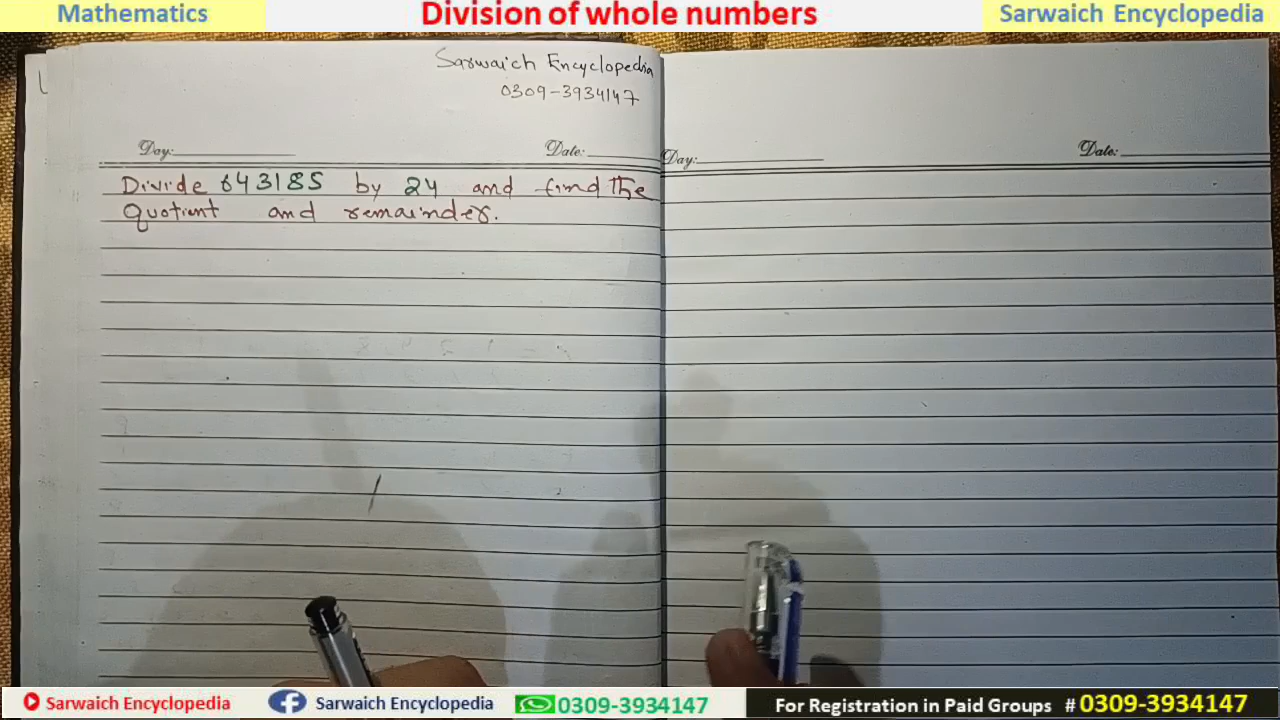 Mathematics
Division of whole numbers
Sarwaich Encyclopedia
Sarwaich Encyclopedia
0309-3934147
Day:
Date:
Day:
Date:
Divide 643185 by 24 and find the
Quotient and remainder.
Sarwaich Encyclopedia
Sarwaich Encyclopedia
0309-3934147
For Registration in Paid Groups # 0309-3934147